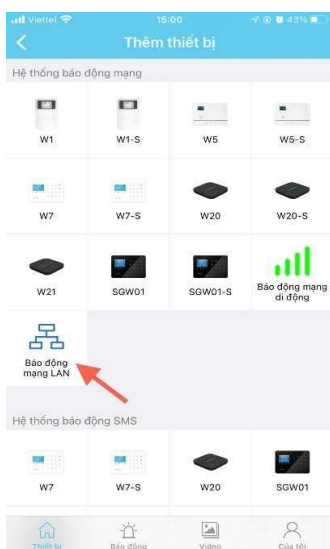 Viettel 15:00 43%
Thêm thiết bị
Hệ thống báo động mạng
W1 W1-S W5 W5-S
W7 W7-S W20 W20-S
W21 SGW01 SGW01-S Báo động mạng
di động
Báo động
mạng LAN
Hệ thống báo động SMS
W7 W7-S W20 SGW01
Thiết bị Báo động Video Của tôi